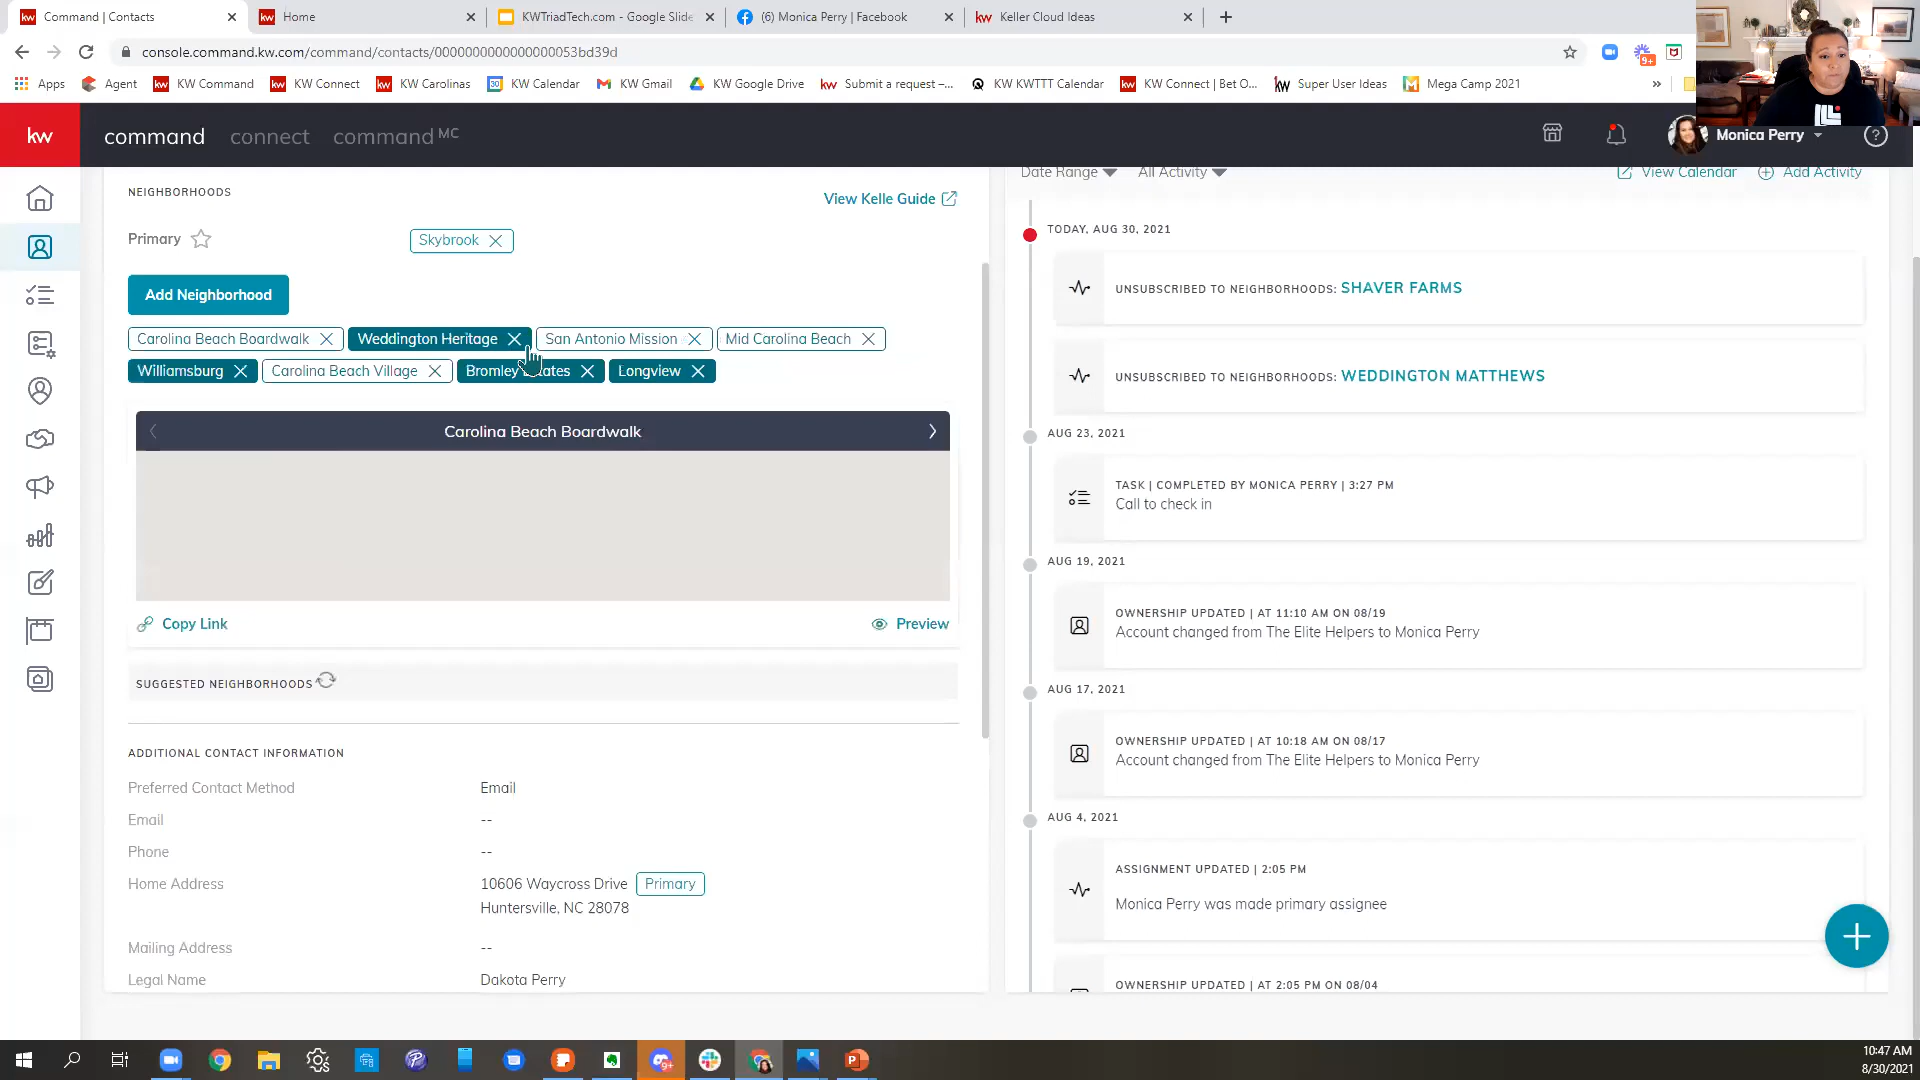 Command | Contacts
Home
KWTriadTech.com - Google Slide
(6) Monica Perry | Facebook
Keller Cloud Ideas
console.command.kw.com/command/contacts/0000000000000000053bd39d
Apps
Agent
KW Command
KW Connect
KW Carolinas
KW Calendar
KW Gmail
KW Google Drive
Submit a request –...
KW KWTTT Calendar
KW Connect | Bet O...
Super User Ideas
Mega Camp 2021
kw
command
connect
command MC
Monica Perry
NEIGHBORHOODS
View Kelle Guide
Primary
Skybrook
Add Neighborhood
Carolina Beach Boardwalk
Weddington Heritage
San Antonio Mission
Mid Carolina Beach
Williamsburg
Carolina Beach Village
Bromley
Longview
Carolina Beach Boardwalk
Copy Link
Preview
SUGGESTED NEIGHBORHOODS
ADDITIONAL CONTACT INFORMATION
Preferred Contact Method
Email
Email
--
Phone
--
Home Address
10606 Waycross Drive
Primary
Huntersville, NC 28078
Mailing Address
--
Legal Name
Dakota Perry
Date Range
All Activity
View Calendar
Add Activity
TODAY, AUG 30, 2021
UNSUBSCRIBED TO NEIGHBORHOODS: SHAVER FARMS
UNSUBSCRIBED TO NEIGHBORHOODS: WEDDINGTON MATTHEWS
AUG 23, 2021
TASK | COMPLETED BY MONICA PERRY | 3:27 PM
Call to check in
AUG 19, 2021
OWNERSHIP UPDATED | AT 11:10 AM ON 08/19
Account changed from The Elite Helpers to Monica Perry
AUG 17, 2021
OWNERSHIP UPDATED | AT 10:18 AM ON 08/17
Account changed from The Elite Helpers to Monica Perry
AUG 4, 2021
ASSIGNMENT UPDATED | 2:05 PM
Monica Perry was made primary assignee
OWNERSHIP UPDATED | AT 2:05 PM ON 08/04
10:47 AM
8/30/2021